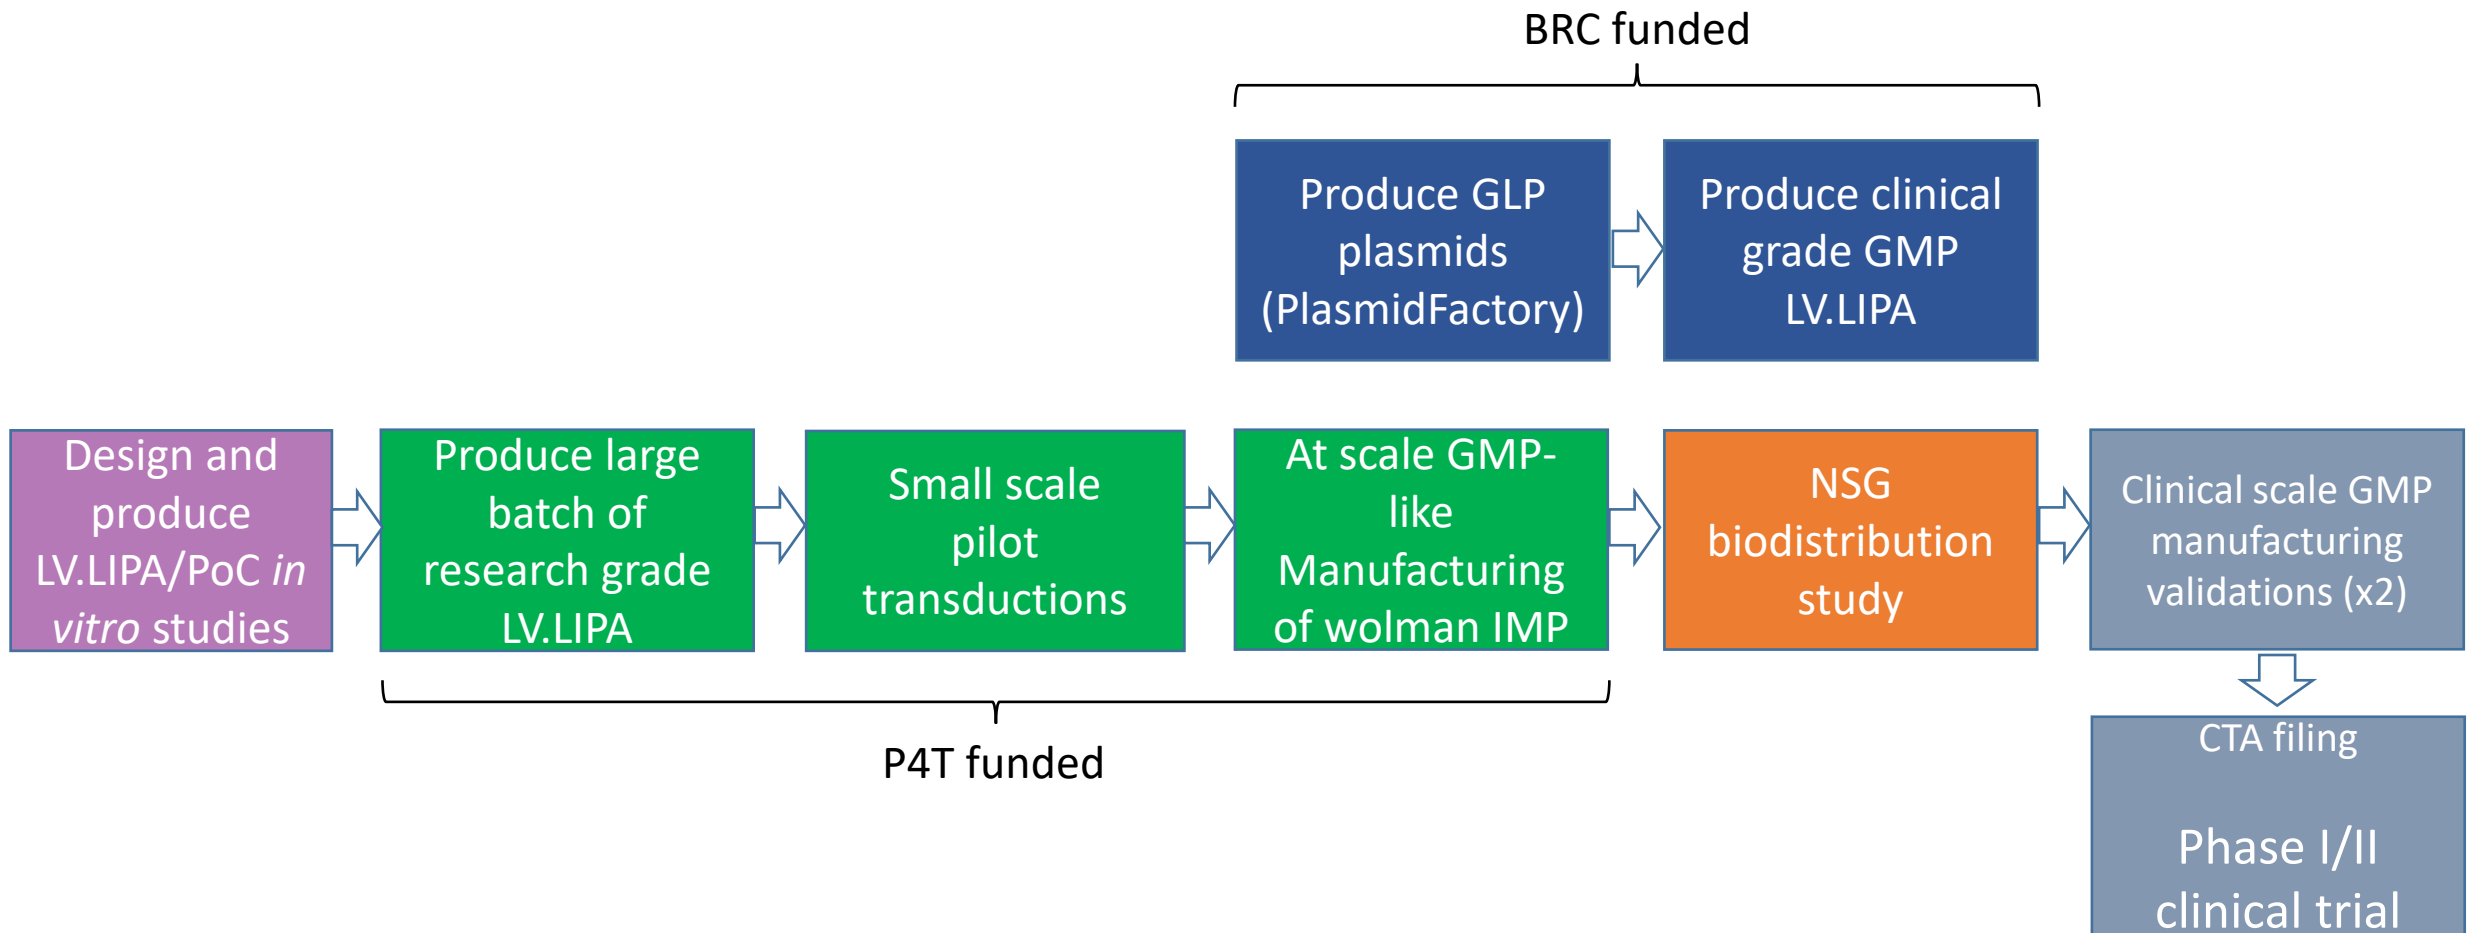 BRC funded
Produce GLP
plasmids
(PlasmidFactory)
Produce clinical
grade GMP
LV.LIPA
Design and
produce
LV.LIPA/PoC in
vitro studies
Produce large
batch of
research grade
LV.LIPA
Small scale
pilot
transductions
At scale GMP-
like
Manufacturing
of wolman IMP
NSG
biodistribution
study
Clinical scale GMP
manufacturing
validations (x2)
P4T funded
CTA filing
Phase I/II
clinical trial